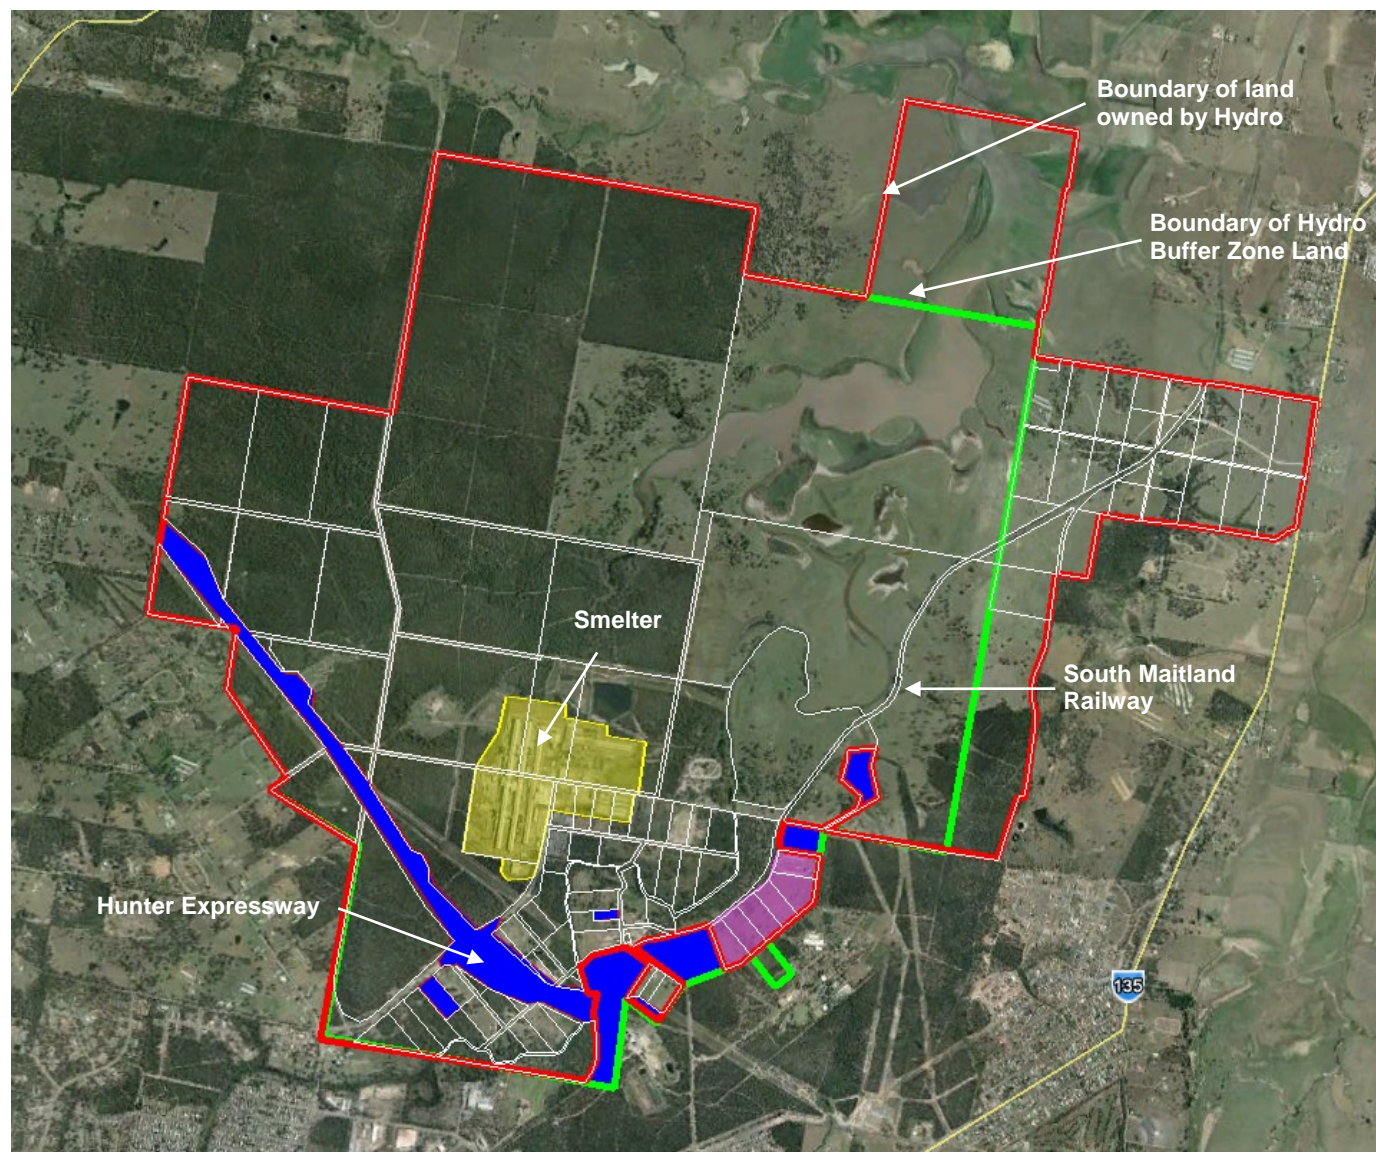 Boundary of land
owned by Hydro
Boundary of Hydro
Buffer Zone Land
Smelter
South Maitland
Railway
Hunter Expressway
135